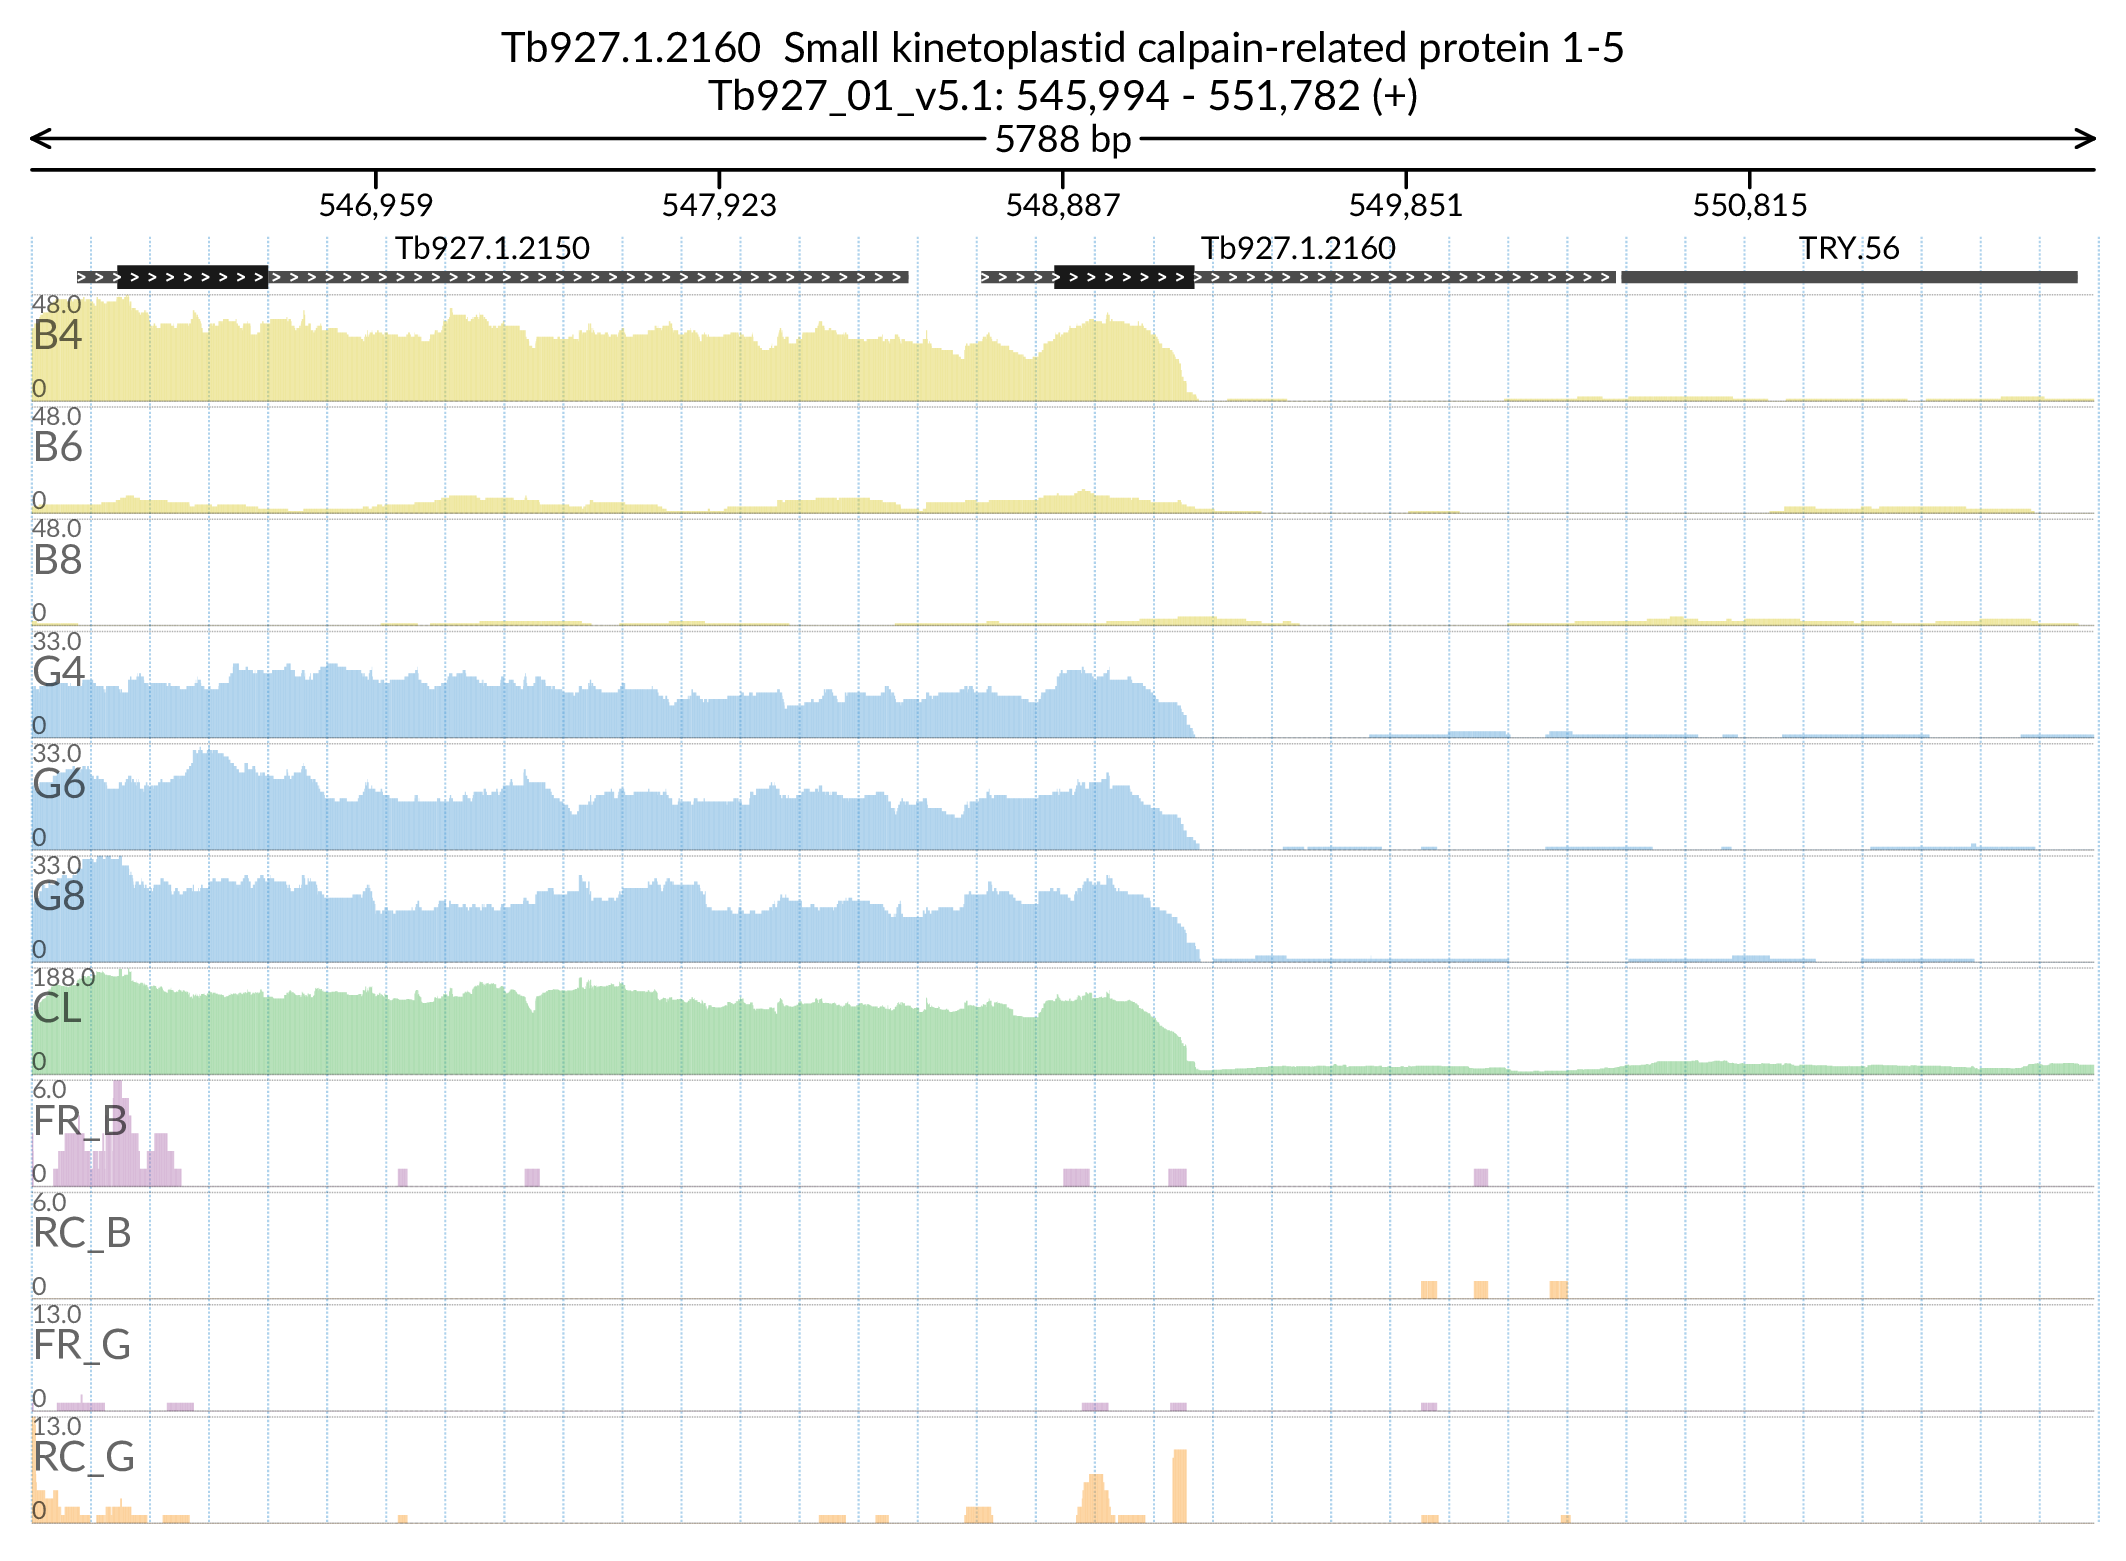 Tb927.1.2160 Small kinetoplastid calpain-related protein 1-5
Tb927_01_v5.1: 545,994 - 551,782 (+)
5788 bp
546,959 547,923 548,887 549,851 550,815
Tb927.1.2150 Tb927.1.2160 TRY.56
48.0
B4
0
48.0
B6
0
48.0
B8
0
33.0
G4
0
33.0
G6
0
33.0
G8
0
188.0
CL
0
6.0
FR_B
0
6.0
RC_B
0
13.0
FR_G
0
13.0
RC_G
0